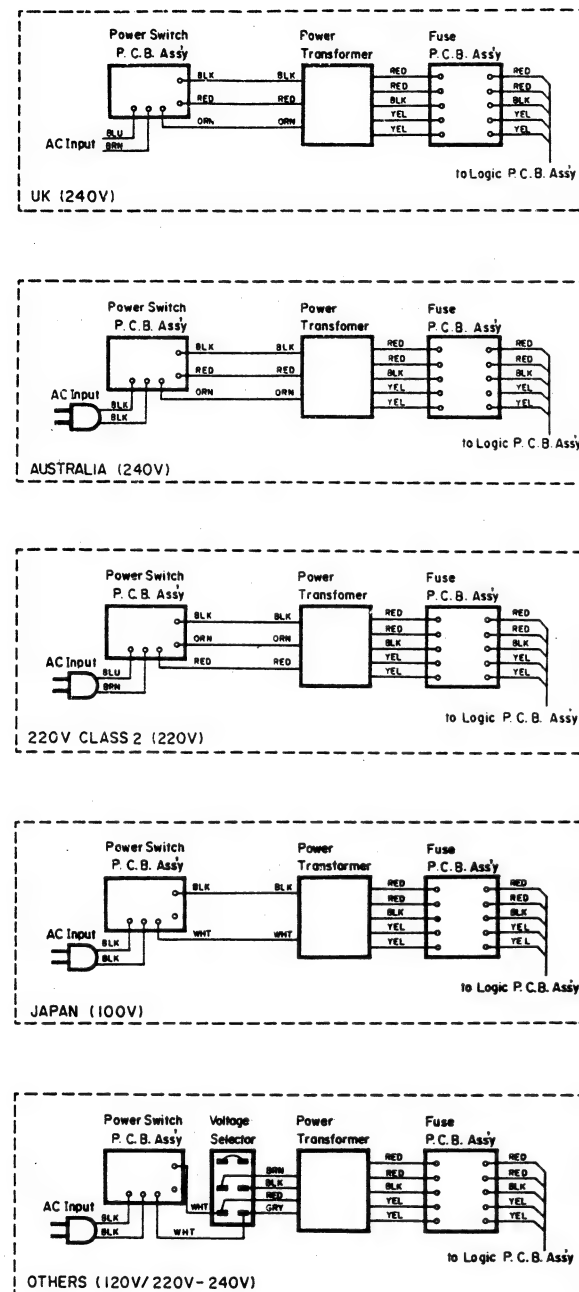 Power Switch Power Fuse
P. C. B. Ass'y Transformer P. C. B. Ass'y
BLK BLK RED RED
RED RED
RED RED BLK BLK
ORN ORN YEL YEL
BLU YEL YEL
AC Input BRN
to Logic P. C. B. Ass'y
UK (240V)
Power Switch Power Fuse
P. C. B. Ass'y Transfomer P. C. B. Ass'y
BLK BLK RED RED
RED RED
RED RED BLK BLK
AC Input ORN ORN YEL YEL
BLK YEL YEL
BLK
to Logic P. C. B. Ass'y
AUSTRALIA (240V)
Power Switch Power Fuse
P. C. B. Ass'y Transfomer P. C. B. Ass'y
BLK BLK RED RED
RED RED
ORN ORN BLK BLK
AC Input RED RED YEL YEL
BLU YEL YEL
BRN
to Logic P. C. B. Ass'y
220V CLASS 2 (220V)
Power Switch Power Fuse
P. C. B. Ass'y Transformer P. C. B. Ass'y
BLK BLK RED RED
RED RED
BLK BLK
AC Input WHT WHT YEL YEL
BLK YEL YEL
BLK
to Logic P. C. B. Ass'y
JAPAN (100V)
Power Switch Voltage Power Fuse
P. C. B. Ass'y Selector Transformer P. C. B. Ass'y
RED RED
BRN RED RED
BLK BLK BLK
AC Input WHT RED YEL YEL
BLK GRY YEL YEL
BLK WHT
to Logic P. C. B. Ass'y
OTHERS (120V/220V-240V)